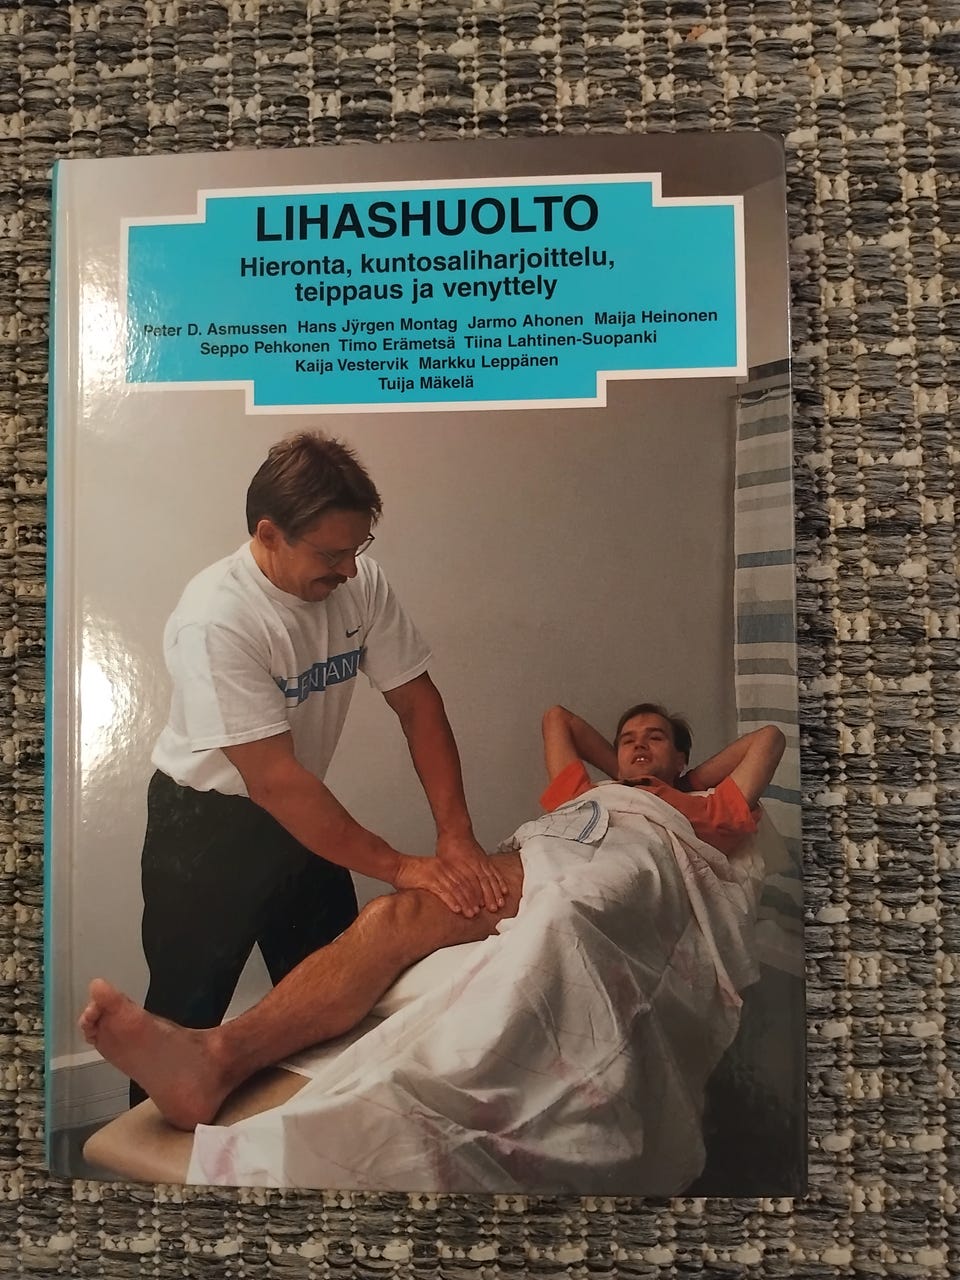 LIHASHUOLTO
Hieronta, kuntosaliharjoittelu,
teippaus ja venyttely
Peter D. Asmussen Hans Jÿrgen Montag Jarmo Ahonen Maija Heinonen
Seppo Pehkonen Timo Erämetsä Tiina Lahtinen-Suopanki
Kaija Vestervik Markku Leppänen
Tuija Mäkelä